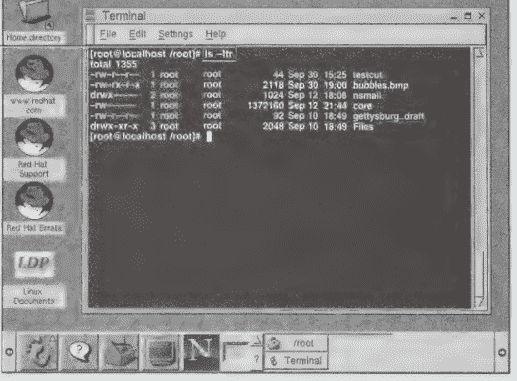 Terminal
File Edit Settings Help
[root@localhost /root]# ls -ltr
total 1355
-rw-r--r-- 1 root root 44 Sep 30 15:25 testcut
-rw-rx-r-x 1 root root 2118 Sep 30 19:00 bubbles.bmp
drwx------ 2 root root 1024 Sep 12 18:06 nsmail
-rw------- 1 root root 1372160 Sep 12 21:44 core
-rw-r--r-- 1 root root 92 Sep 10 18:49 gettysburg_draft
drwx-xr-x 3 root root 2048 Sep 10 18:49 Files
[root@localhost /root]#
Home directory
www.redhat
.com
Red Hat
Support
Red Hat Errata
LDP
Linux
Documents
N
?
/root
Terminal